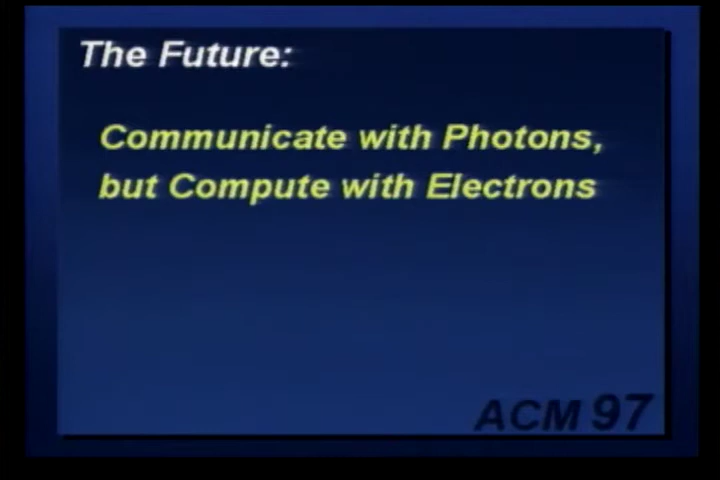 The Future:
Communicate with Photons,
but Compute with Electrons
ACM 97